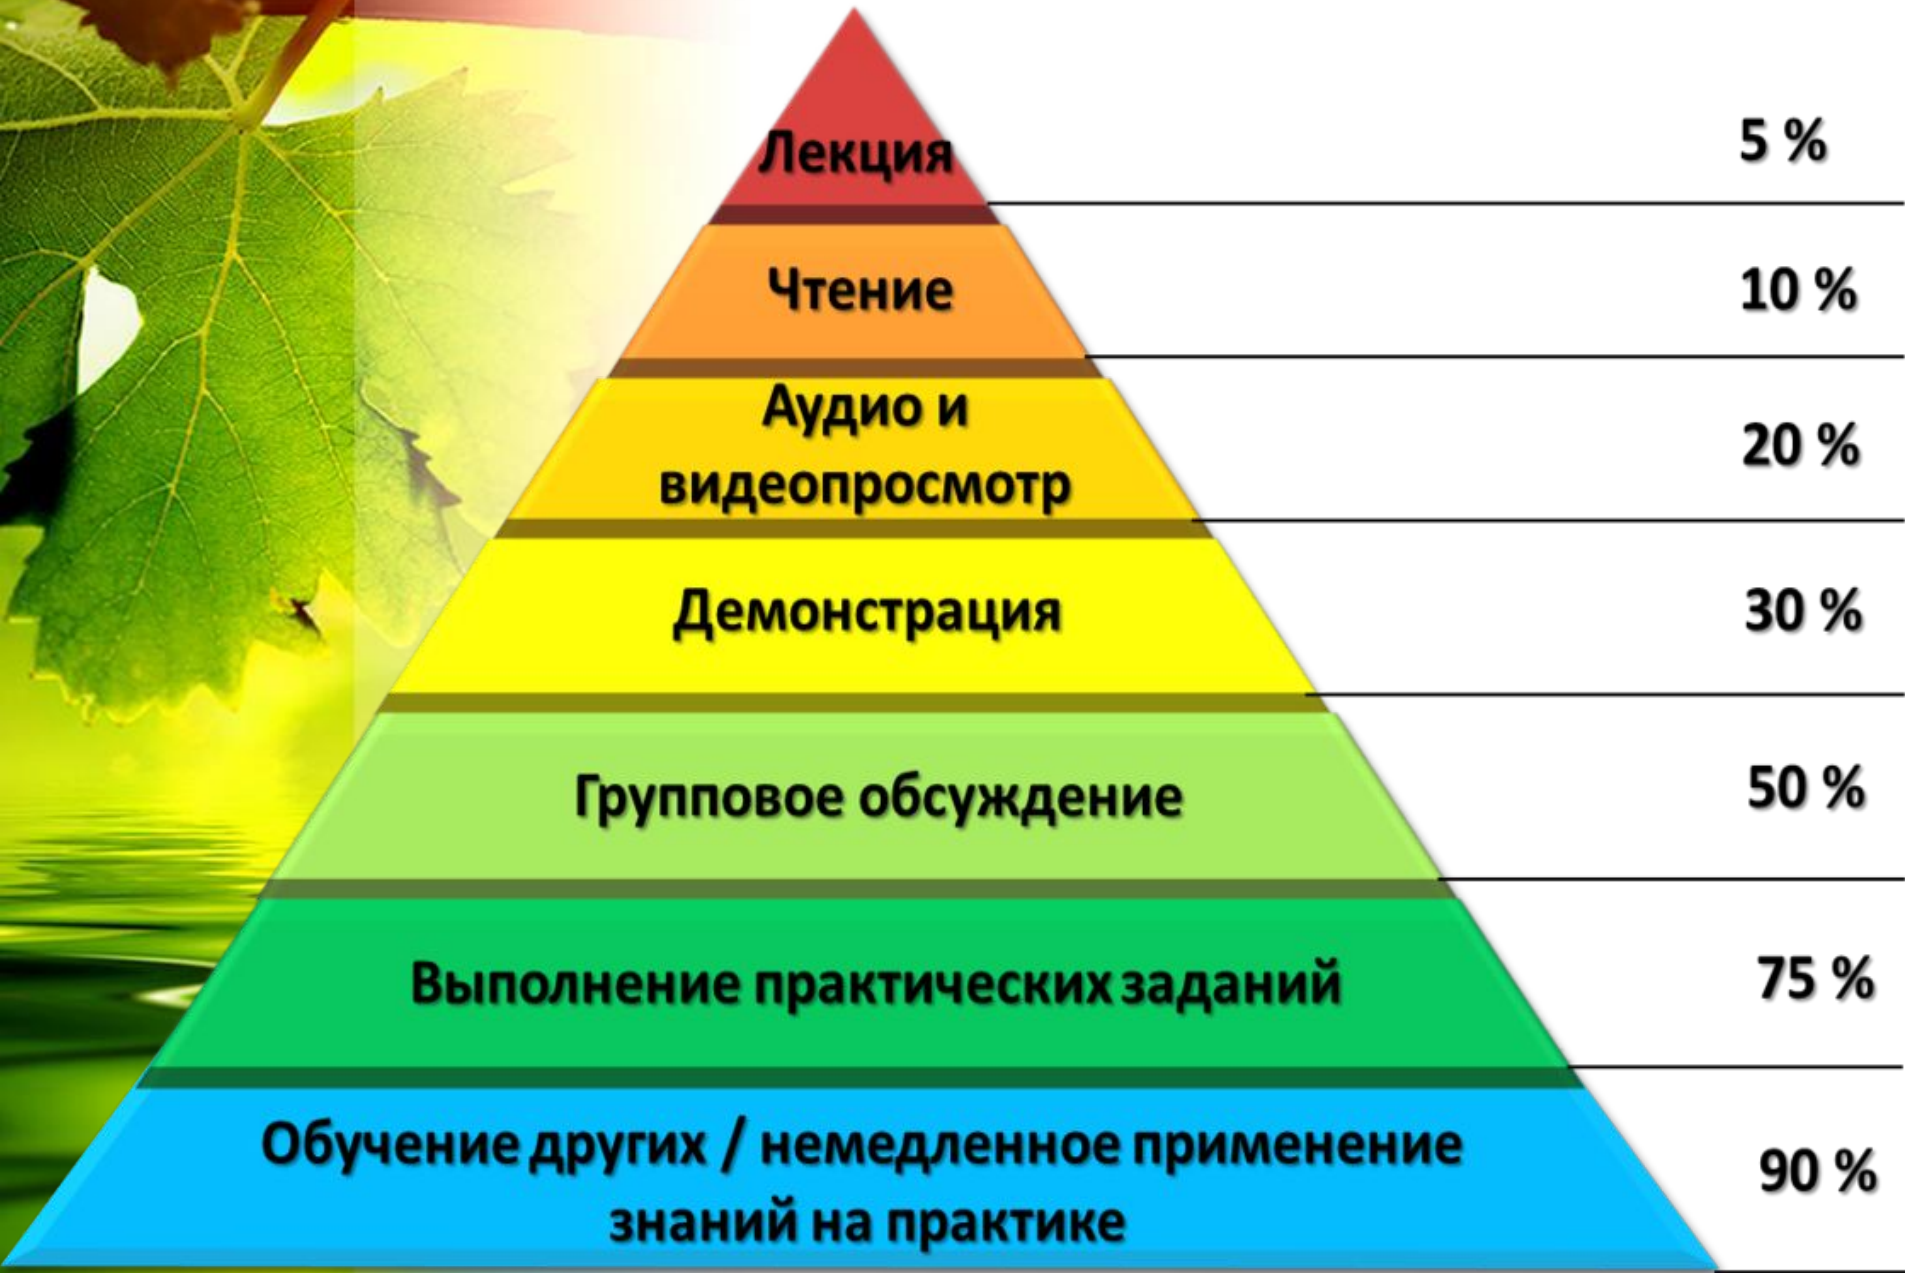 Лекция
5 %
Чтение
10 %
Аудио и
видеопросмотр
20 %
Демонстрация
30 %
Групповое обсуждение
50 %
Выполнение практических заданий
75 %
Обучение других / немедленное применение
знаний на практике
90 %